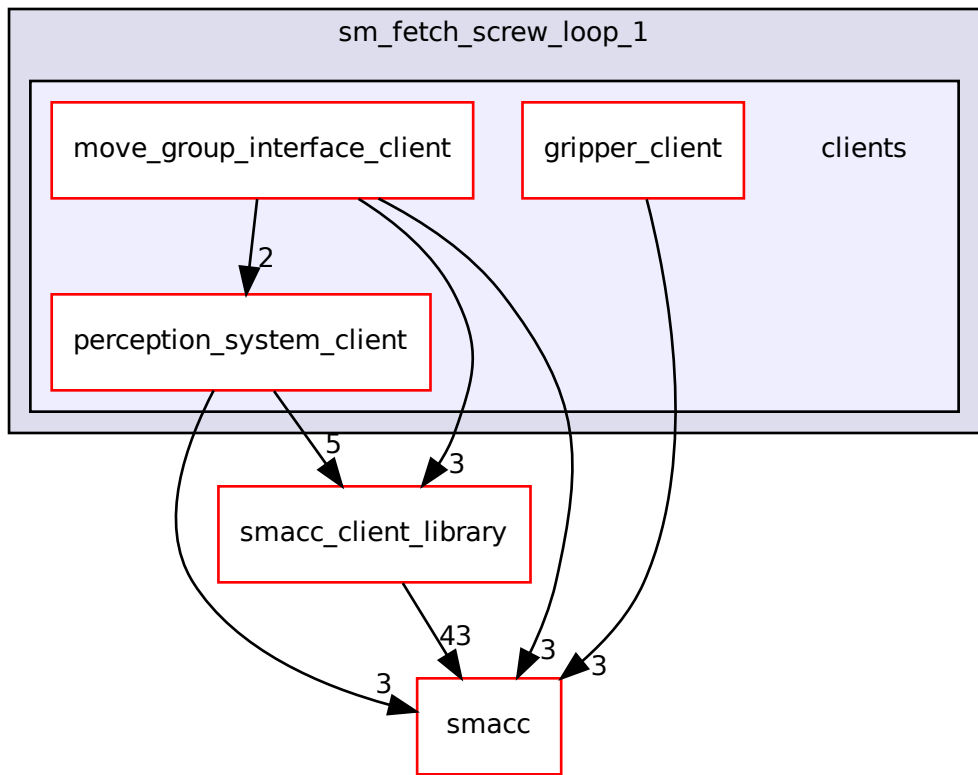 sm_fetch_screw_loop_1
move_group_interface_client
gripper_client
clients
2
perception_system_client
5
3
smacc_client_library
43
3
3
3
smacc